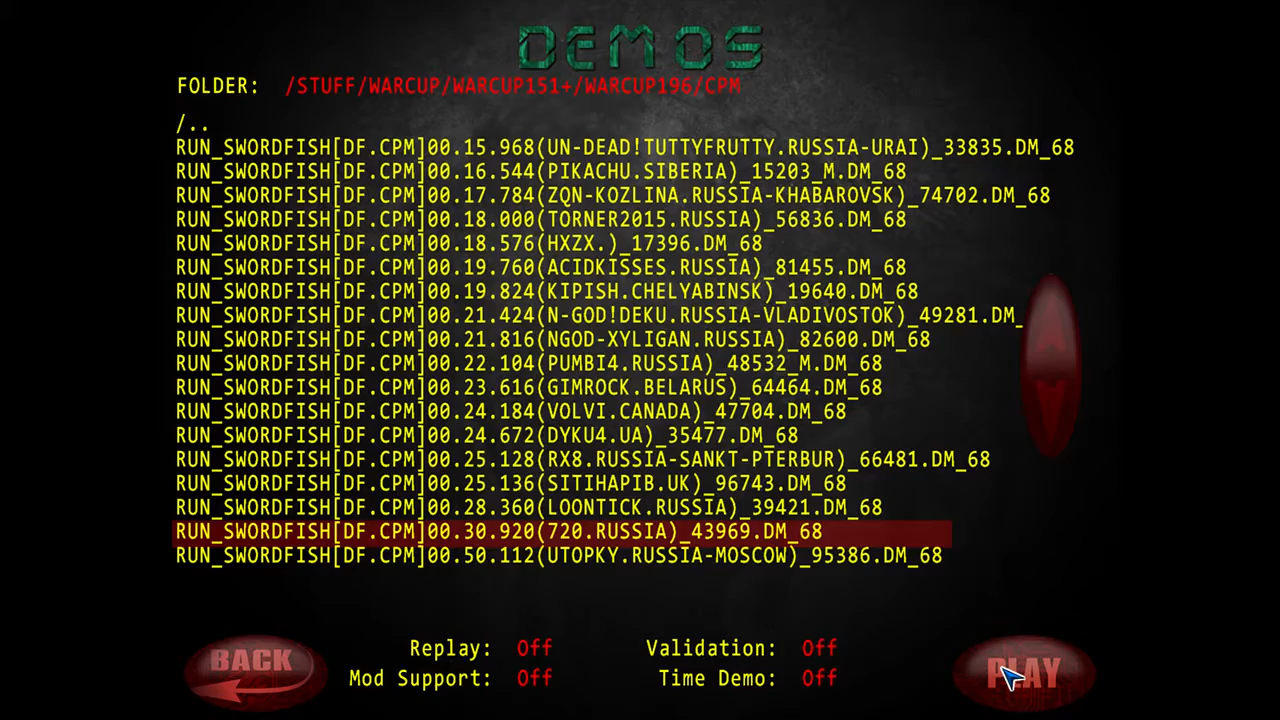 DEMOS
FOLDER: /STUFF/WARCUP/WARCUP151+/WARCUP196/CPM
/..
RUN_SWORDFISH[DF.CPM]00.15.968(UN-DEAD!TUTTYFRUTTY.RUSSIA-URAI)_33835.DM_68
RUN_SWORDFISH[DF.CPM]00.16.544(PIKACHU.SIBERIA)_15203_M.DM_68
RUN_SWORDFISH[DF.CPM]00.17.784(ZQN-KOZLINA.RUSSIA-KHABAROVSK)_74702.DM_68
RUN_SWORDFISH[DF.CPM]00.18.000(TORNER2015.RUSSIA)_56836.DM_68
RUN_SWORDFISH[DF.CPM]00.18.576(HXZX.)_17396.DM_68
RUN_SWORDFISH[DF.CPM]00.19.760(ACIDKISSES.RUSSIA)_81455.DM_68
RUN_SWORDFISH[DF.CPM]00.19.824(KIPISH.CHELYABINSK)_19640.DM_68
RUN_SWORDFISH[DF.CPM]00.21.424(N-GOD!DEKU.RUSSIA-VLADIVOSTOK)_49281.DM_
RUN_SWORDFISH[DF.CPM]00.21.816(NGOD-XYLIGAN.RUSSIA)_82600.DM_68
RUN_SWORDFISH[DF.CPM]00.22.104(PUMBI4.RUSSIA)_48532_M.DM_68
RUN_SWORDFISH[DF.CPM]00.23.616(GIMROCK.BELARUS)_64464.DM_68
RUN_SWORDFISH[DF.CPM]00.24.184(VOLVI.CANADA)_47704.DM_68
RUN_SWORDFISH[DF.CPM]00.24.672(DYKU4.UA)_35477.DM_68
RUN_SWORDFISH[DF.CPM]00.25.128(RX8.RUSSIA-SANKT-PTERBUR)_66481.DM_68
RUN_SWORDFISH[DF.CPM]00.25.136(SITIHAPIB.UK)_96743.DM_68
RUN_SWORDFISH[DF.CPM]00.28.360(LOONTICK.RUSSIA)_39421.DM_68
RUN_SWORDFISH[DF.CPM]00.30.920(720.RUSSIA)_43969.DM_68
RUN_SWORDFISH[DF.CPM]00.50.112(UTOPKY.RUSSIA-MOSCOW)_95386.DM_68
Replay: Off Validation: Off
Mod Support: Off Time Demo: Off
BACK PLAY